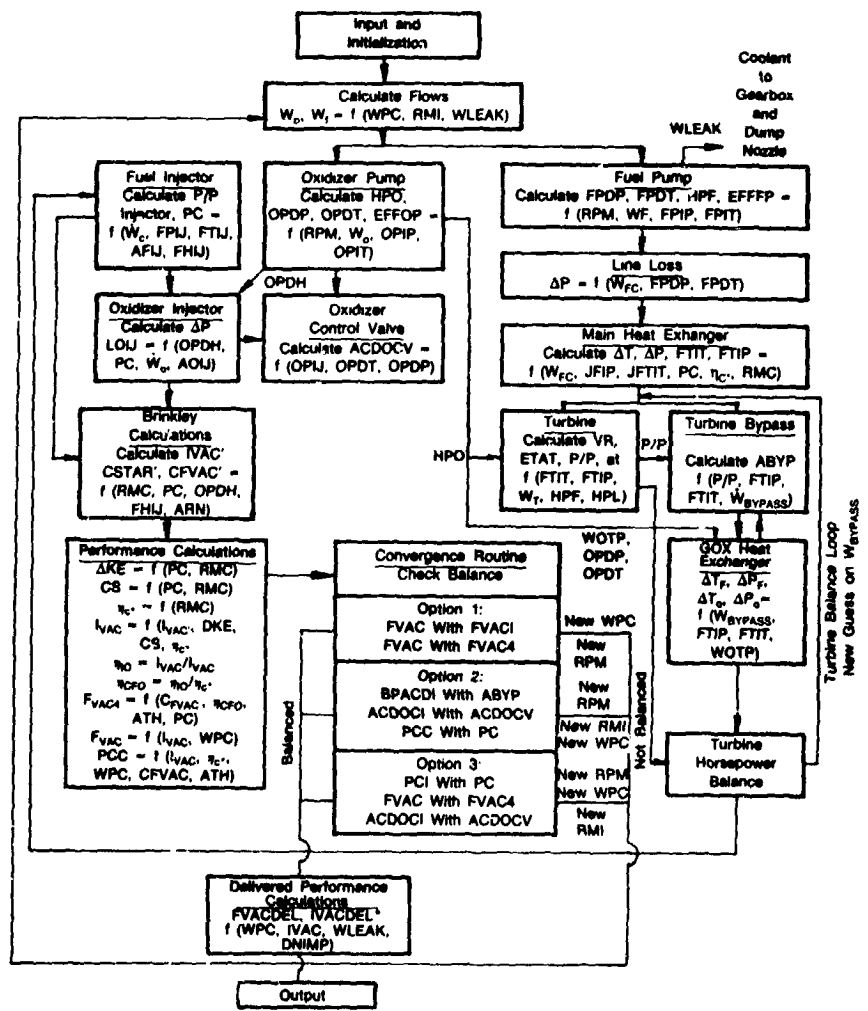 Input and
Initialization
Calculate Flows
Wo, Wf = f (WPC, RMI, WLEAK)
Coolant
to
Gearbox
and
Dump
Nozzle
WLEAK
Fuel Injector
Calculate P/P
Injector, PC =
f (Ẇc, FPIJ, FTIJ,
AFIJ, FHIJ)
Oxidizer Pump
Calculate HPO,
OPDP, OPDT, EFFOP =
f (RPM, Wo, OPIP,
OPIT)
Fuel Pump
Calculate FPDP, FPDT, HPF, EFFFP =
f (RPM, WF, FPIP, FPIT)
OPDH
Line Loss
ΔP = f (WFC, FPDP, FPDT)
Oxidizer Injector
Calculate ΔP
LOIJ = f (OPDH,
PC, Ẇo, AOIJ)
Oxidizer
Control Valve
Calculate ACDOCV =
f (OPIJ, OPDT, OPDP)
Main Heat Exhanger
Calculate ΔT, ΔP, FTIT, FTIP =
f (WFC, JFIP, JFTIT, PC, ηC*, RMC)
Brinkley
Calculations
Calculate IVAC'
CSTAR', CFVAC' =
f (RMC, PC, OPDH,
FHIJ, ARN)
HPO
Turbine
Calculate VR,
ETAT, P/P, at
f (FTIT, FTIP,
WT, HPF, HPL)
P/P
Turbine Bypass
Calculate ABYP
f (P/P, FTIP,
FTIT, ẆBYPASS)
Performance Calculations
ΔKE = f (PC, RMC)
CS = f (PC, RMC)
ηc* = f (RMC)
IVAC = f (IVAC', DKE,
CS, ηc*
ηIO = IVAC/IVAC
ηCFO = ηIO/ηc*
FVAC4 = f (CFVAC, ηCFO,
ATH, PC)
FVAC = f (IVAC, WPC)
PCC = f (IVAC, ηc*,
WPC, CFVAC, ATH)
Convergence Routine
Check Balance
Option 1:
FVAC With FVACI
FVAC With FVAC4
Option 2:
BPACDI With ABYP
ACDOCI With ACDOCV
PCC With PC
Option 3:
PCI With PC
FVAC With FVAC4
ACDOCI With ACDOCV
New WPC
New
RPM
New
RPM
New RMI
New WPC
New RPM
New WPC
New
RMI
Balanced
Not Balanced
WOTP,
OPDP,
OPDT
GOX Heat
Exchanger
ΔTF, ΔPF,
ΔTo, ΔPo=
f (WBYPASS,
FTIP, FTIT,
WOTP)
Turbine
Horsepower
Balance
Turbine Balance Loop
New Guess on WBYPASS
Delivered Performance
Calculations
FVACDEL, IVACDEL
f (WPC, IVAC, WLEAK,
DNIMP)
Output